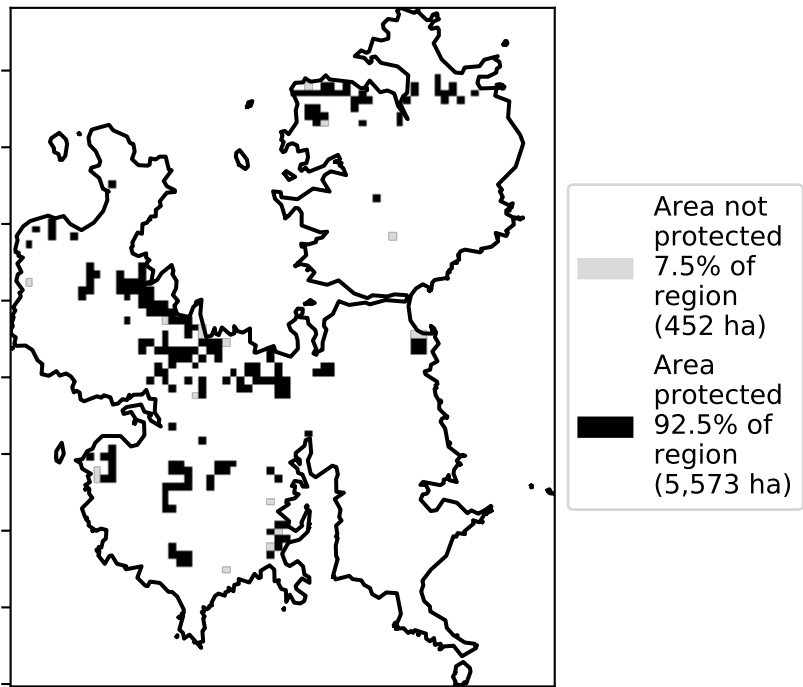 Area not
protected
7.5% of
region
(452 ha)
Area
protected
92.5% of
region
(5,573 ha)